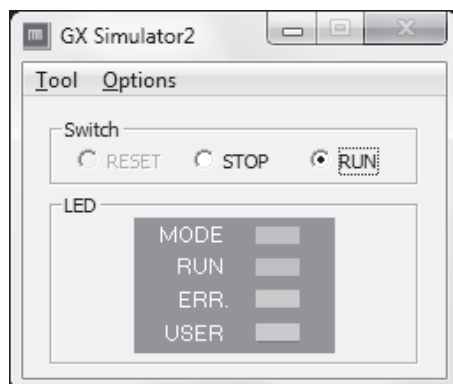 GX Simulator2
Tool Options
Switch
RESET STOP RUN
LED
MODE
RUN
ERR.
USER